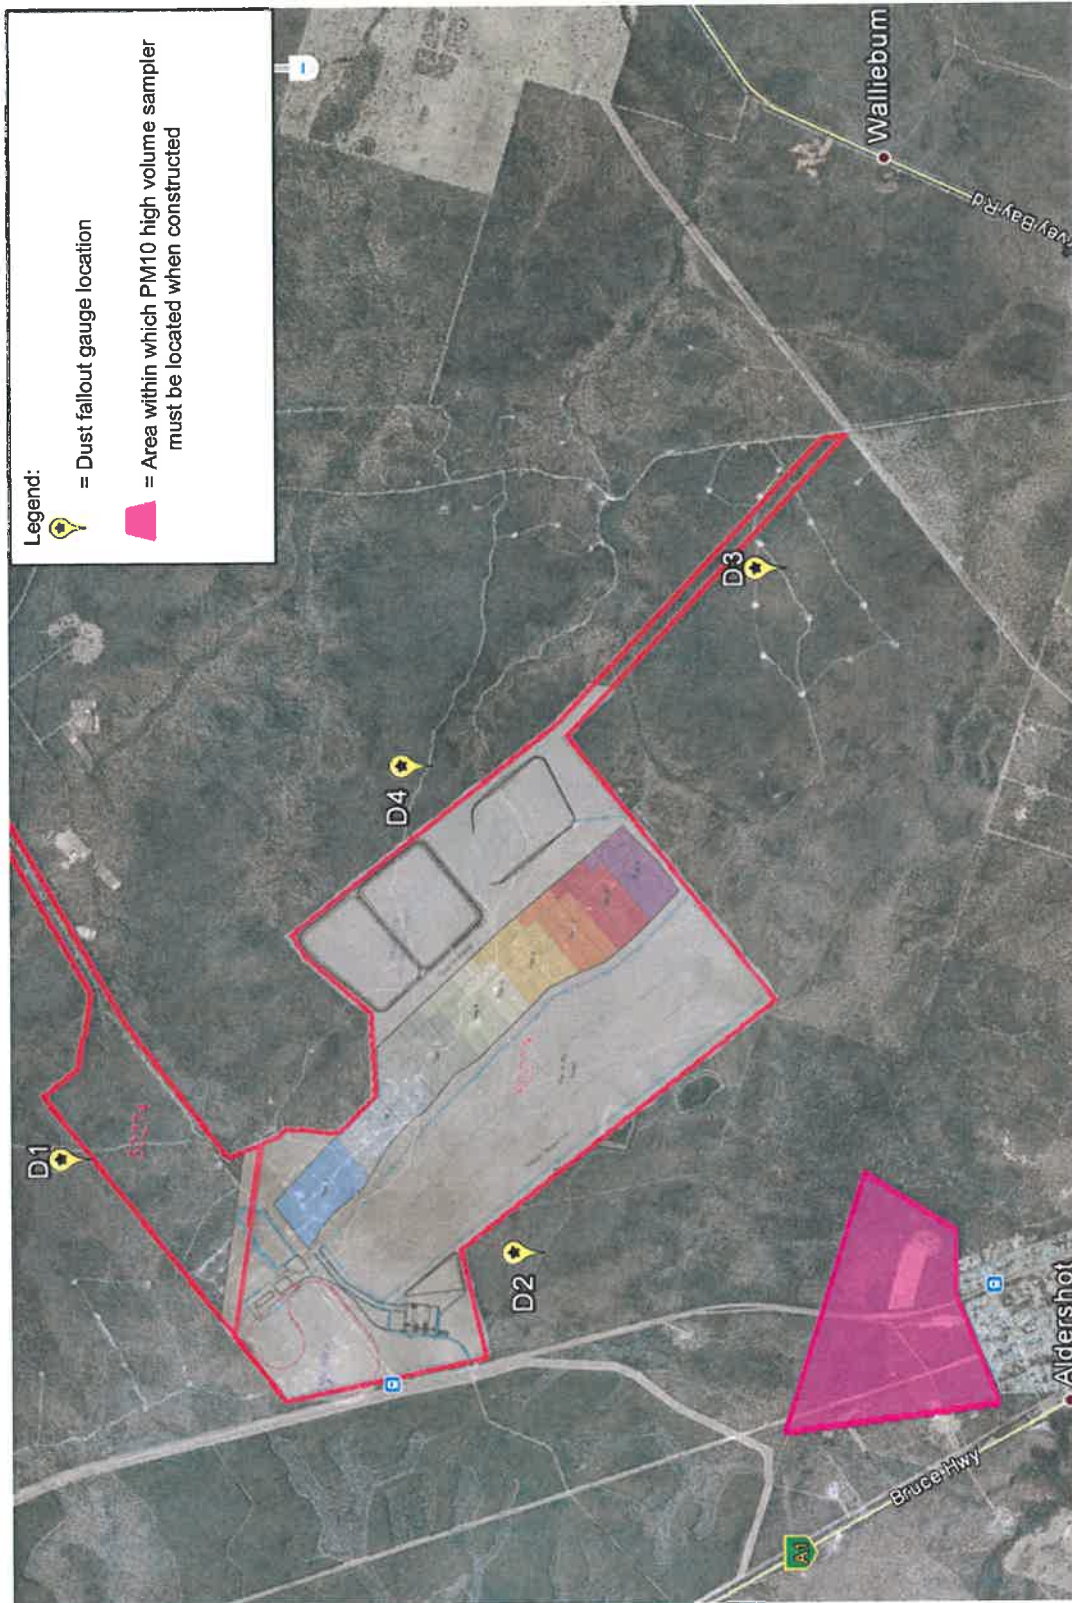 Legend:
= Dust fallout gauge location
= Area within which PM10 high volume sampler
must be located when constructed
D1
D4
D2
D3
Walliebum
rvey Bay Rd
Aldershot
Bruce Hwy
A1